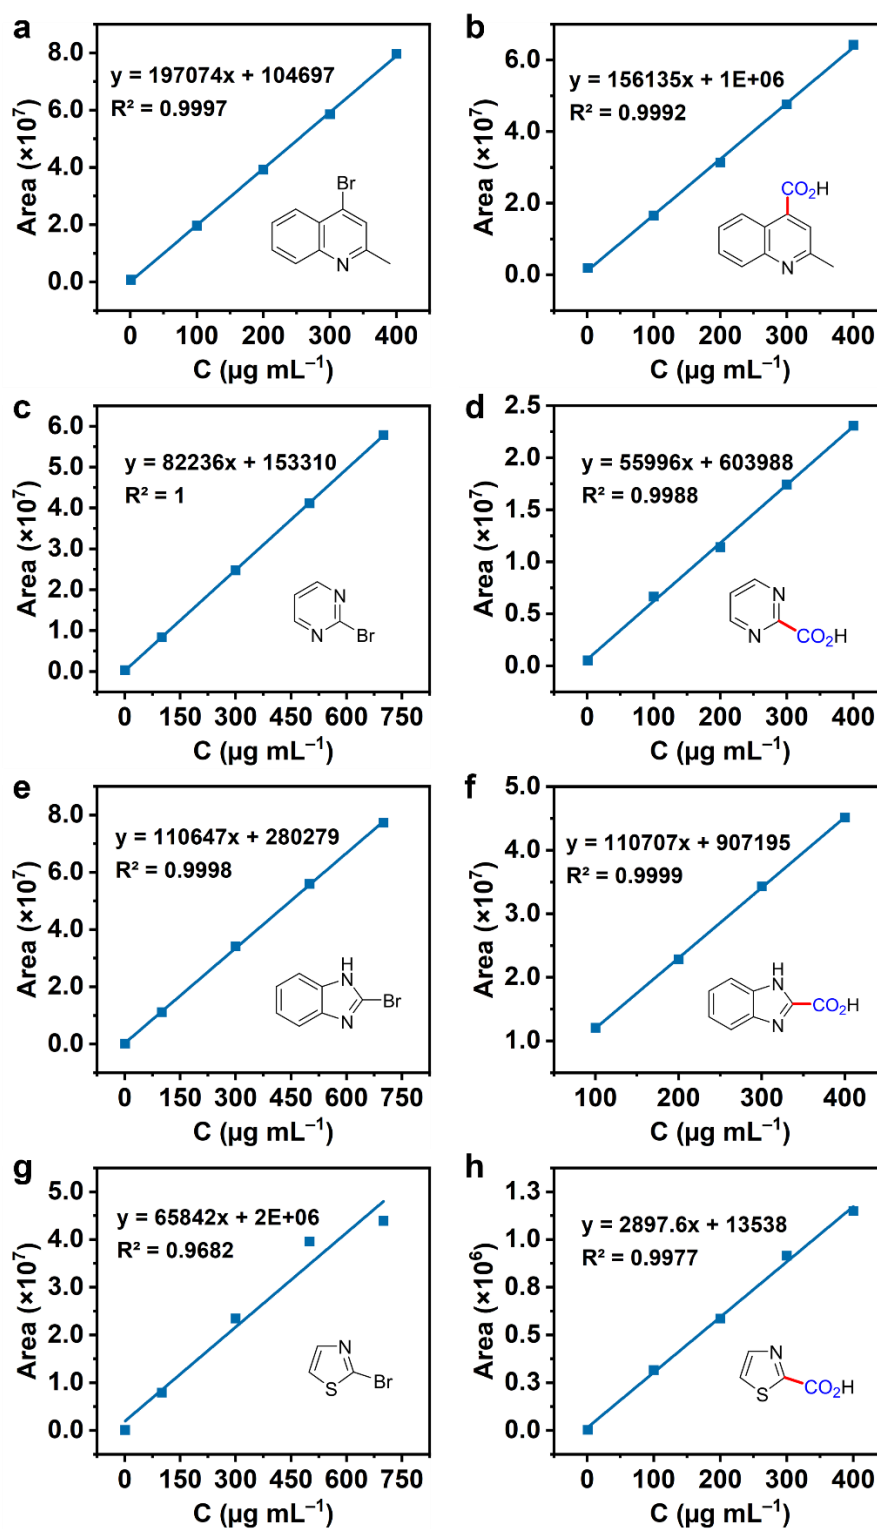 a
8.0
6.0
4.0
2.0
0.0
Area (×10⁷)
y = 197074x + 104697
R² = 0.9997
Br
N
0 100 200 300 400
C (µg mL⁻¹)
b
6.0
4.0
2.0
0.0
Area (×10⁷)
y = 156135x + 1E+06
R² = 0.9992
CO₂H
N
0 100 200 300 400
C (µg mL⁻¹)
c
6.0
5.0
4.0
3.0
2.0
1.0
0.0
Area (×10⁷)
y = 82236x + 153310
R² = 1
N
N
Br
0 150 300 450 600 750
C (µg mL⁻¹)
d
2.5
2.0
1.5
1.0
0.5
0.0
Area (×10⁷)
y = 55996x + 603988
R² = 0.9988
N
N
CO₂H
0 100 200 300 400
C (µg mL⁻¹)
e
8.0
6.0
4.0
2.0
0.0
Area (×10⁷)
y = 110647x + 280279
R² = 0.9998
H
N
Br
N
0 150 300 450 600 750
C (µg mL⁻¹)
f
5.0
4.0
3.0
2.0
1.0
Area (×10⁷)
y = 110707x + 907195
R² = 0.9999
H
N
CO₂H
N
100 200 300 400
C (µg mL⁻¹)
g
5.0
4.0
3.0
2.0
1.0
0.0
Area (×10⁷)
y = 65842x + 2E+06
R² = 0.9682
N
S
Br
0 150 300 450 600 750
C (µg mL⁻¹)
h
1.3
1.0
0.8
0.5
0.3
0.0
Area (×10⁶)
y = 2897.6x + 13538
R² = 0.9977
N
S
CO₂H
0 100 200 300 400
C (µg mL⁻¹)